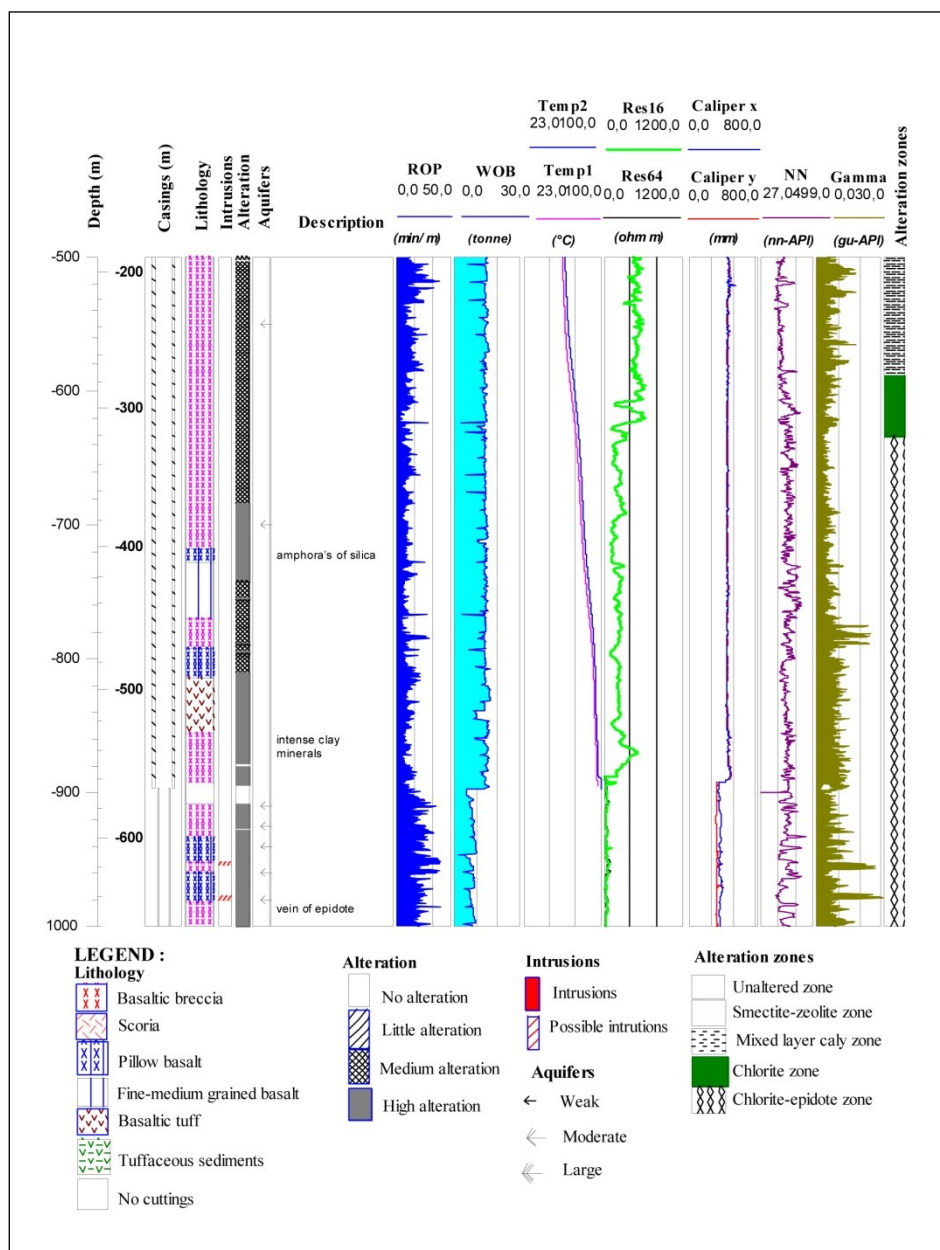 Temp2 Res16 Caliper x
23,0100,0 0,0 1200,0 0,0 800,0
Depth (m) Casings (m) Lithology Intrusions Alteration Aquifers Description ROP WOB Temp1 Res64 Caliper y NN Gamma Alteration zones
0,0 50,0 0,0 30,0 23,0100,0 0,0 1200,0 0,0 800,0 27,0499,0 0,030,0
(min/ m) (tonne) (°C) (ohm m) (mm) (nn-API) (gu-API)
-500
-200
-600
-300
-700
-400
amphora's of silica
-800
-500
intense clay
minerals
-900
-600
vein of epidote
1000
LEGEND :
Lithology
Basaltic breccia
Scoria
Pillow basalt
Fine-medium grained basalt
Basaltic tuff
Tuffaceous sediments
No cuttings
Alteration
No alteration
Little alteration
Medium alteration
High alteration
Intrusions
Intrusions
Possible intrutions
Aquifers
Weak
Moderate
Large
Alteration zones
Unaltered zone
Smectite-zeolite zone
Mixed layer caly zone
Chlorite zone
Chlorite-epidote zone